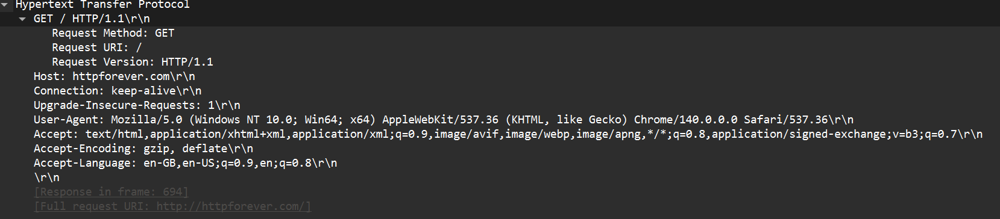 Hypertext Transfer Protocol
GET / HTTP/1.1\r\n
Request Method: GET
Request URI: /
Request Version: HTTP/1.1
Host: httpforever.com\r\n
Connection: keep-alive\r\n
Upgrade-Insecure-Requests: 1\r\n
User-Agent: Mozilla/5.0 (Windows NT 10.0; Win64; x64) AppleWebKit/537.36 (KHTML, like Gecko) Chrome/140.0.0.0 Safari/537.36\r\n
Accept: text/html,application/xhtml+xml,application/xml;q=0.9,image/avif,image/webp,image/apng,*/*;q=0.8,application/signed-exchange;v=b3;q=0.7\r\n
Accept-Encoding: gzip, deflate\r\n
Accept-Language: en-GB,en-US;q=0.9,en;q=0.8\r\n
\r\n
[Response in frame: 694]
[Full request URI: http://httpforever.com/]